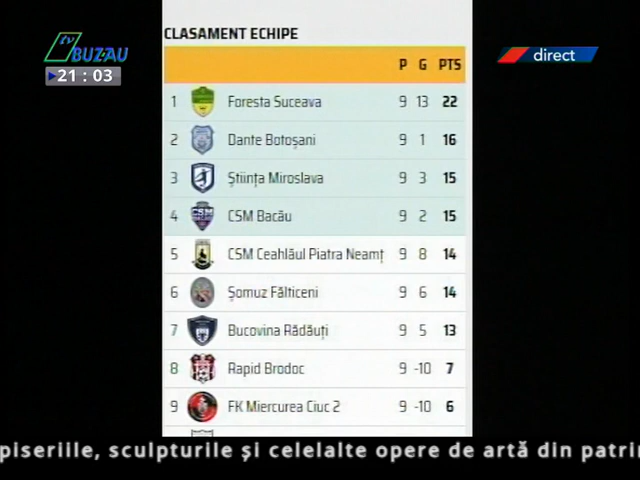 CLASAMENT ECHIPE
tv
BUZAU
21 : 03
direct
P G PTS
1 Foresta Suceava 9 13 22
2 Dante Botoșani 9 1 16
3 Știința Miroslava 9 3 15
4 CSM Bacău 9 2 15
5 CSM Ceahlăul Piatra Neamț 9 8 14
6 Șomuz Fălticeni 9 6 14
7 Bucovina Rădăuți 9 5 13
8 Rapid Brodoc 9 -10 7
9 FK Miercurea Ciuc 2 9 -10 6
piseriile, sculpturile și celelalte opere de artă din patrir